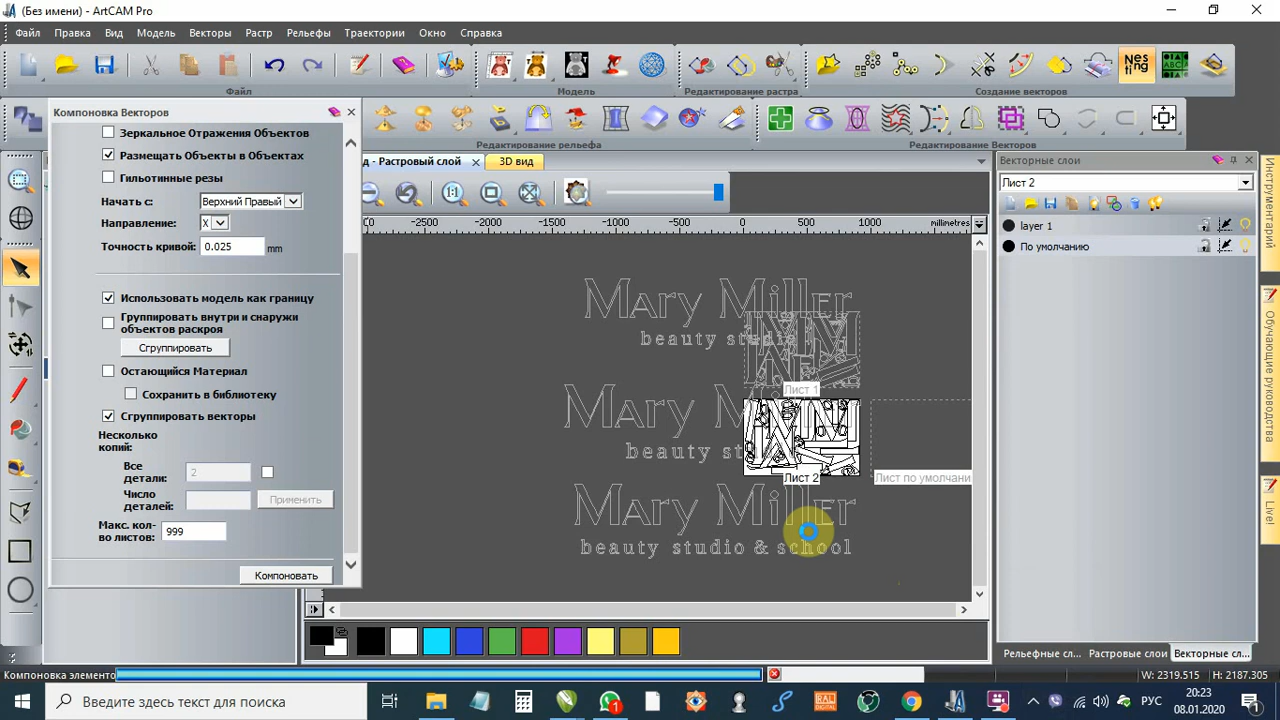 (Без имени) - ArtCAM Pro
Файл Правка Вид Модель Векторы Растр Рельефы Траектории Окно Справка
Nes
ting
Файл Модель Редактирование растра Создание векторов
Компоновка Векторов
Редактирование рельефа Редактирование Векторов
Зеркальное Отражения Объектов
Размещать Объекты в Объектах
Гильотинные резы
Начать с: Верхний Правый
Направление: X
Точность кривой: 0.025 mm
Использовать модель как границу
Группировать внутри и снаружи
объектов раскроя
Сгруппировать
Остающийся Материал
Сохранить в библиотеку
Сгруппировать векторы
Несколько
копий:
Все
детали: 2
Число
деталей: Применить
Макс. кол-
во листов: 999
Компоновать
д - Растровый слой 3D вид
1:1
-2500 -2000 -1500 -1000 -500 0 500 1000 millimetres
Mary Miller
beauty studio
Лист 1
Mary M
beauty st
Лист 2
Лист по умолчани
Mary Miller
beauty studio & school
Векторные слои
Лист 2
layer 1
По умолчанию
Инструментарий
Обучающие руководства
Live!
Рельефные сл... Растровые слои Векторные сл...
Компоновка элементо
W: 2319.515 H: 2187.305
Введите здесь текст для поиска
1
RAL
DIGITAL
РУС
20:23
08.01.2020
1